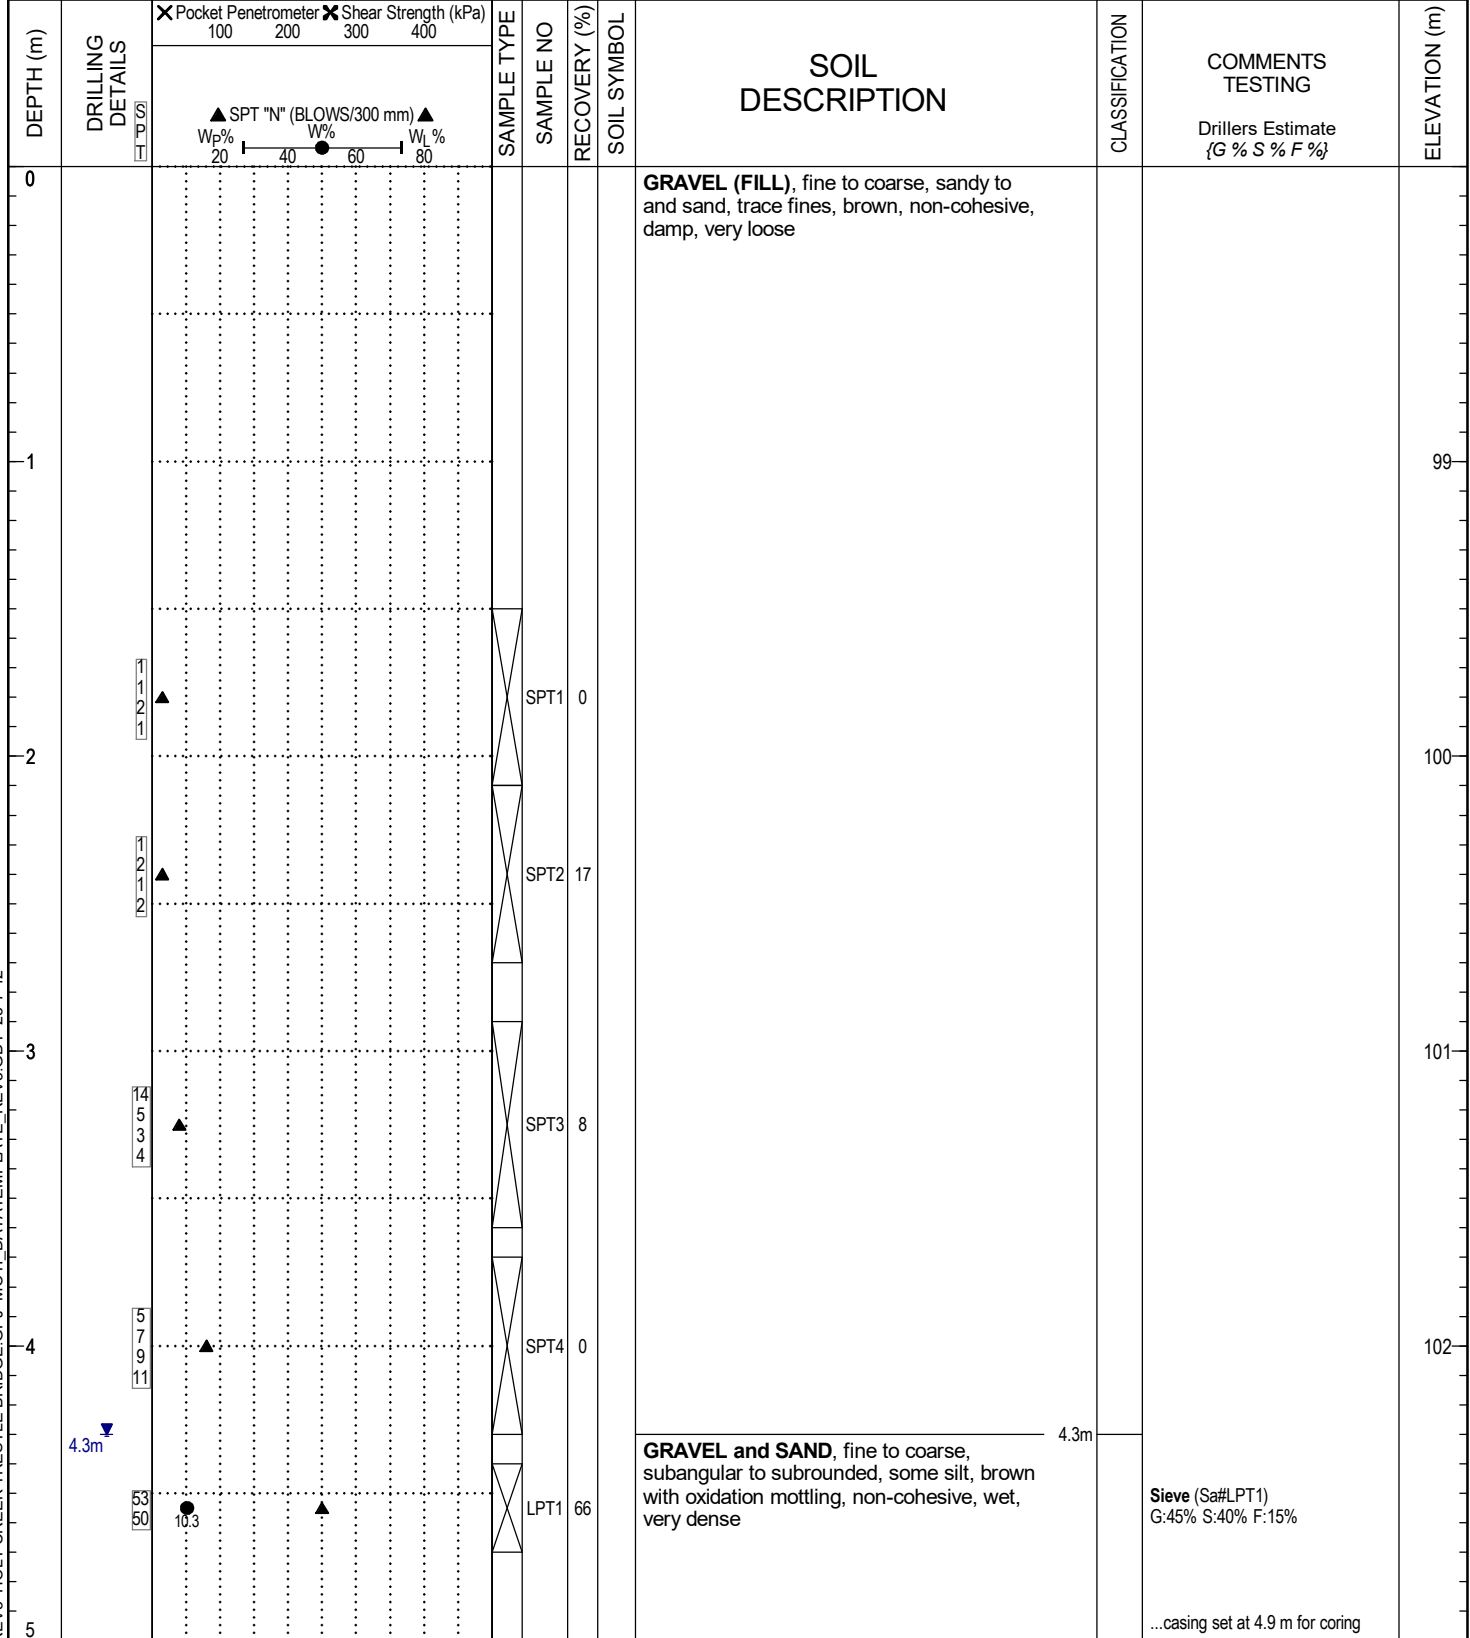 DEPTH (m)
DRILLING
DETAILS
S
P
T
Pocket Penetrometer
Shear Strength (kPa)
100 200 300 400
SPT "N" (BLOWS/300 mm)
WP% W% WL%
20 40 60 80
SAMPLE TYPE
SAMPLE NO
RECOVERY (%)
SOIL SYMBOL
SOIL
DESCRIPTION
CLASSIFICATION
COMMENTS
TESTING
Drillers Estimate
{G % S % F %}
ELEVATION (m)
0
GRAVEL (FILL), fine to coarse, sandy to
and sand, trace fines, brown, non-cohesive,
damp, very loose
1
99
1
1
2
1
SPT1 0
2
100
1
2
1
2
SPT2 17
3
101
14
5
3
4
SPT3 8
5
7
9
11
4
SPT4 0
102
4.3m
4.3m
GRAVEL and SAND, fine to coarse,
subangular to subrounded, some silt, brown
with oxidation mottling, non-cohesive, wet,
very dense
53
50
10.3
LPT1 66
Sieve (Sa#LPT1)
G:45% S:40% F:15%
5
...casing set at 4.9 m for coring